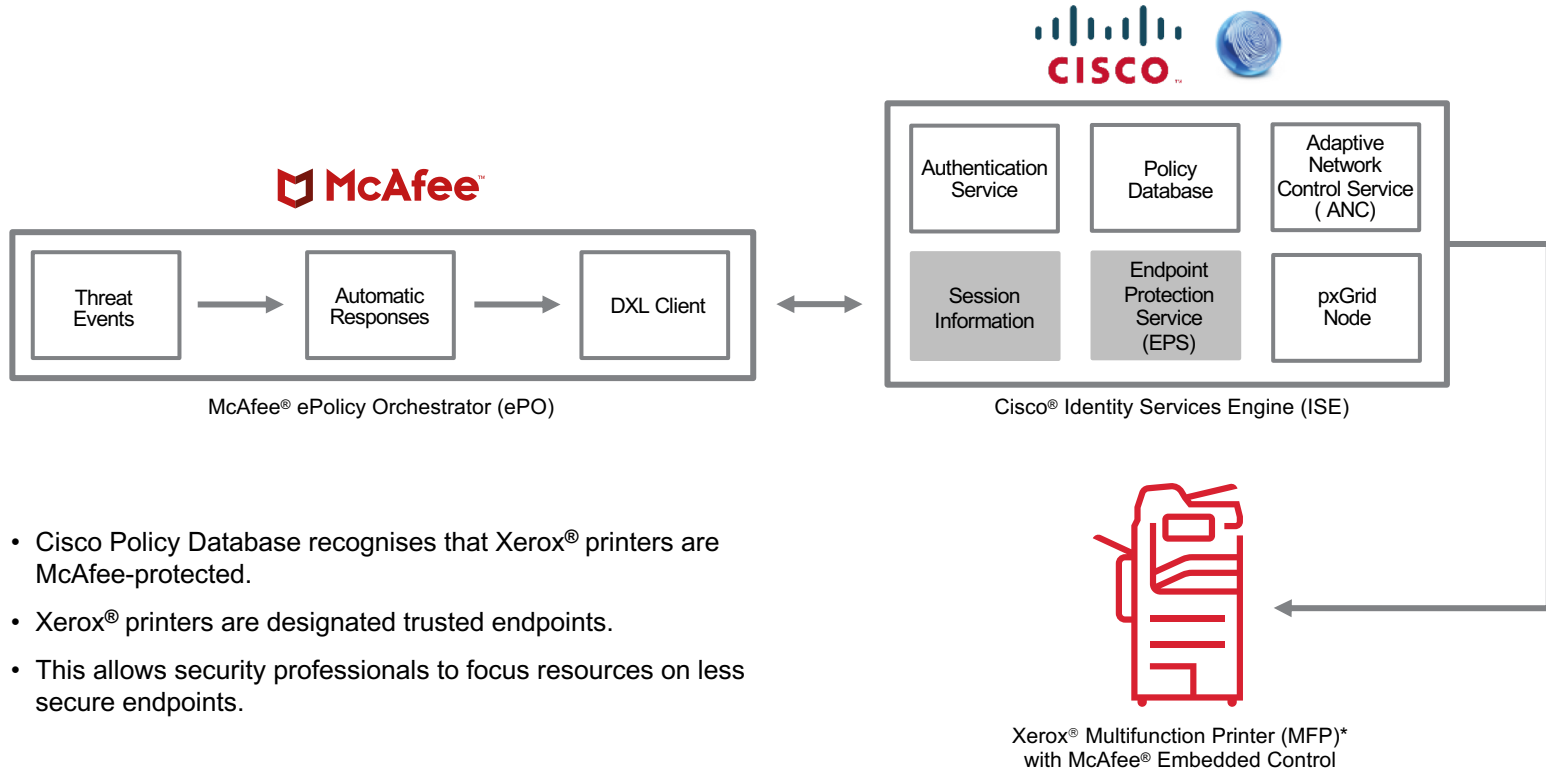 CISCO™
McAfee™
Threat
Events
Automatic
Responses
DXL Client
McAfee® ePolicy Orchestrator (ePO)
Authentication
Service
Policy
Database
Adaptive
Network
Control Service
( ANC)
Session
Information
Endpoint
Protection
Service
(EPS)
pxGrid
Node
Cisco® Identity Services Engine (ISE)
• Cisco Policy Database recognises that Xerox® printers are
McAfee-protected.
• Xerox® printers are designated trusted endpoints.
• This allows security professionals to focus resources on less
secure endpoints.
Xerox® Multifunction Printer (MFP)*
with McAfee® Embedded Control